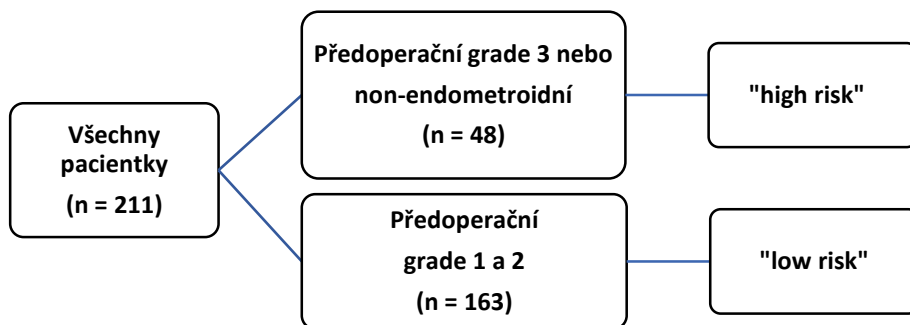 Všechny
pacientky
(n = 211)
Předoperační grade 3 nebo
non-endometroidní
(n = 48)
"high risk"
Předoperační
grade 1 a 2
(n = 163)
"low risk"